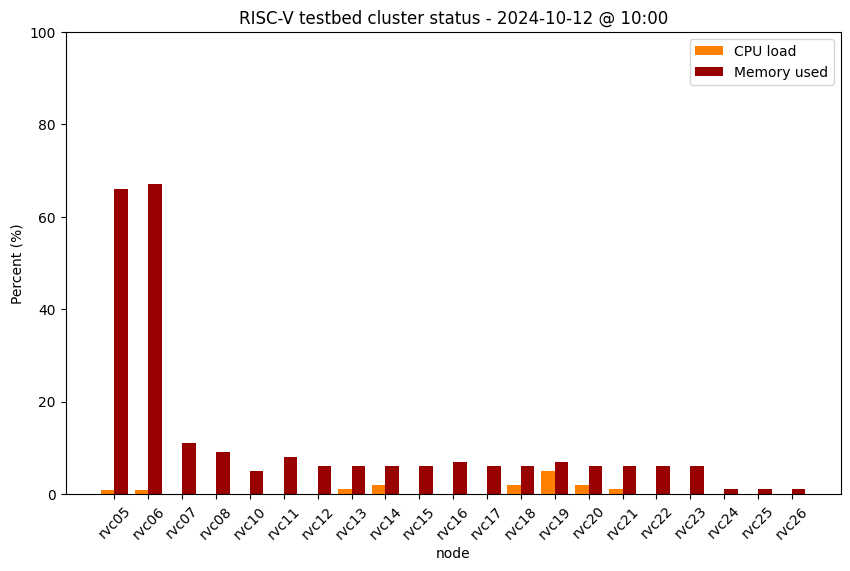 RISC-V testbed cluster status - 2024-10-12 @ 10:00
CPU load
Memory used
Percent (%)
100
80
60
40
20
0
rvc05 rvc06 rvc07 rvc08 rvc10 rvc11 rvc12 rvc13 rvc14 rvc15 rvc16 rvc17 rvc18 rvc19 rvc20 rvc21 rvc22 rvc23 rvc24 rvc25 rvc26
node